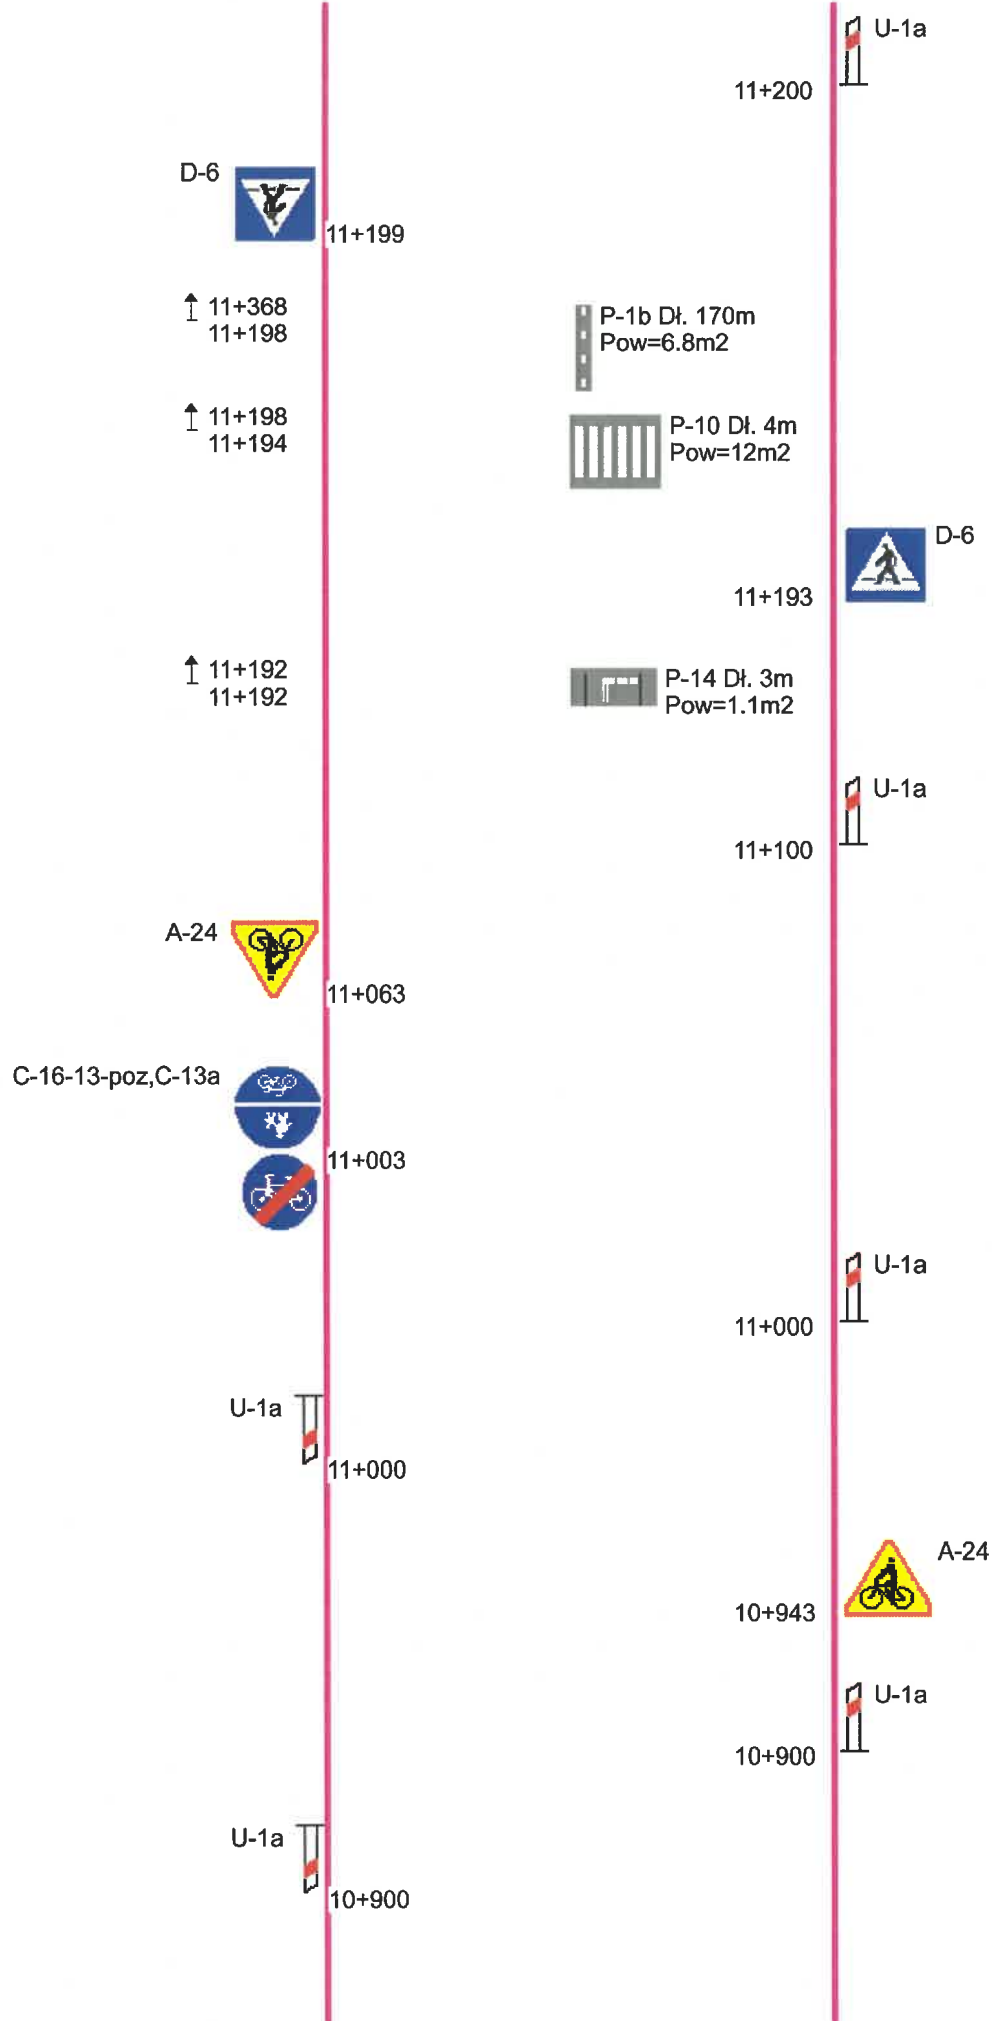 U-1a
11+200
D-6
11+199
11+368
11+198
P-1b Dł. 170m
Pow=6.8m2
11+198
11+194
P-10 Dł. 4m
Pow=12m2
D-6
11+193
11+192
11+192
P-14 Dł. 3m
Pow=1.1m2
U-1a
11+100
A-24
11+063
C-16-13-poz,C-13a
11+003
U-1a
11+000
U-1a
11+000
A-24
10+943
U-1a
10+900
U-1a
10+900